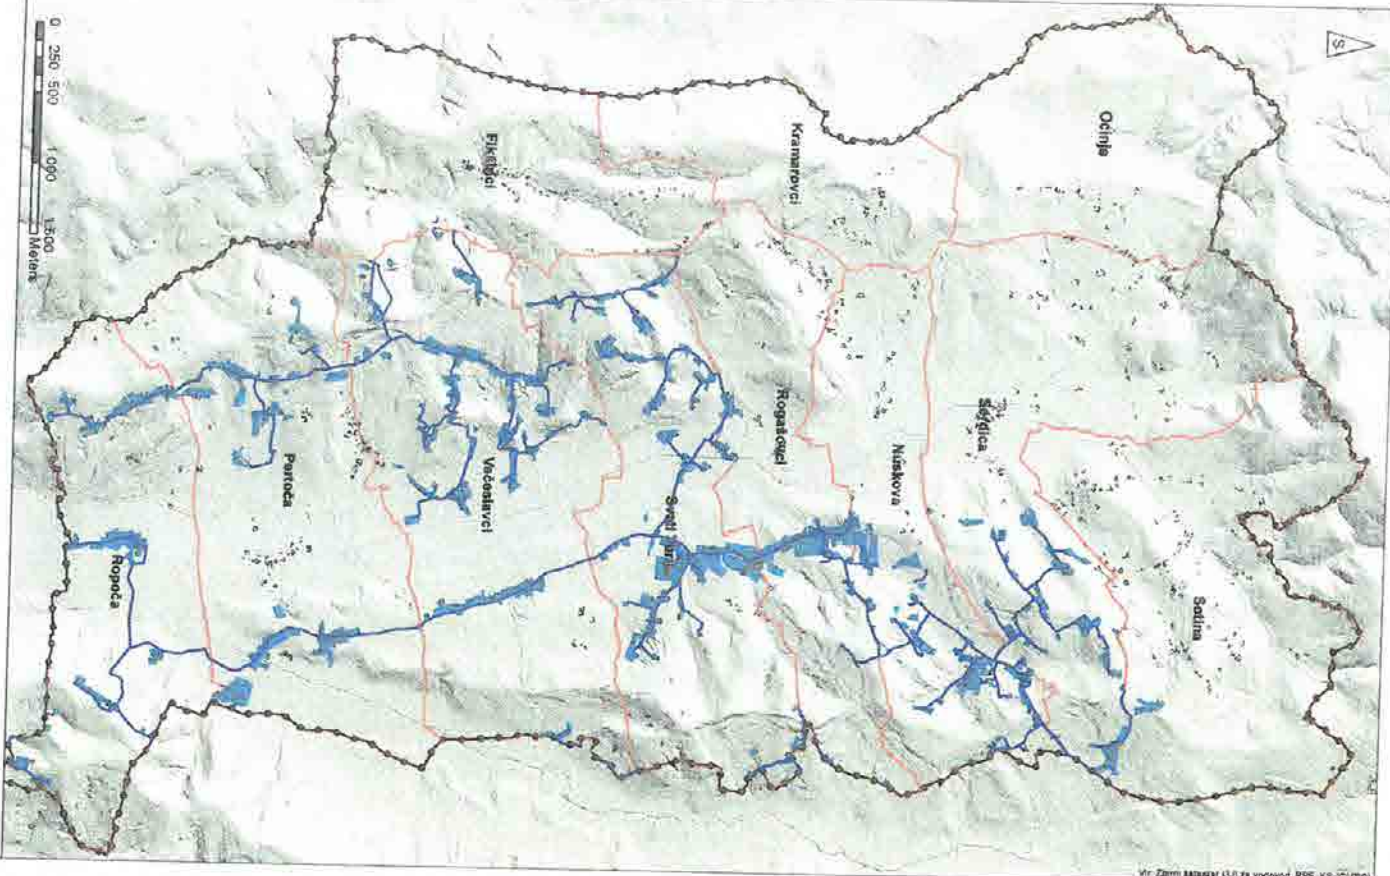 S
Očinje
Kramarovci
Fikšinci
Sotina
Serdica
Nuskova
Rogašovci
Sveti Jurij
Večeslavci
Pertoča
Ropoča
0 250 500 1.000 1.500
Meters